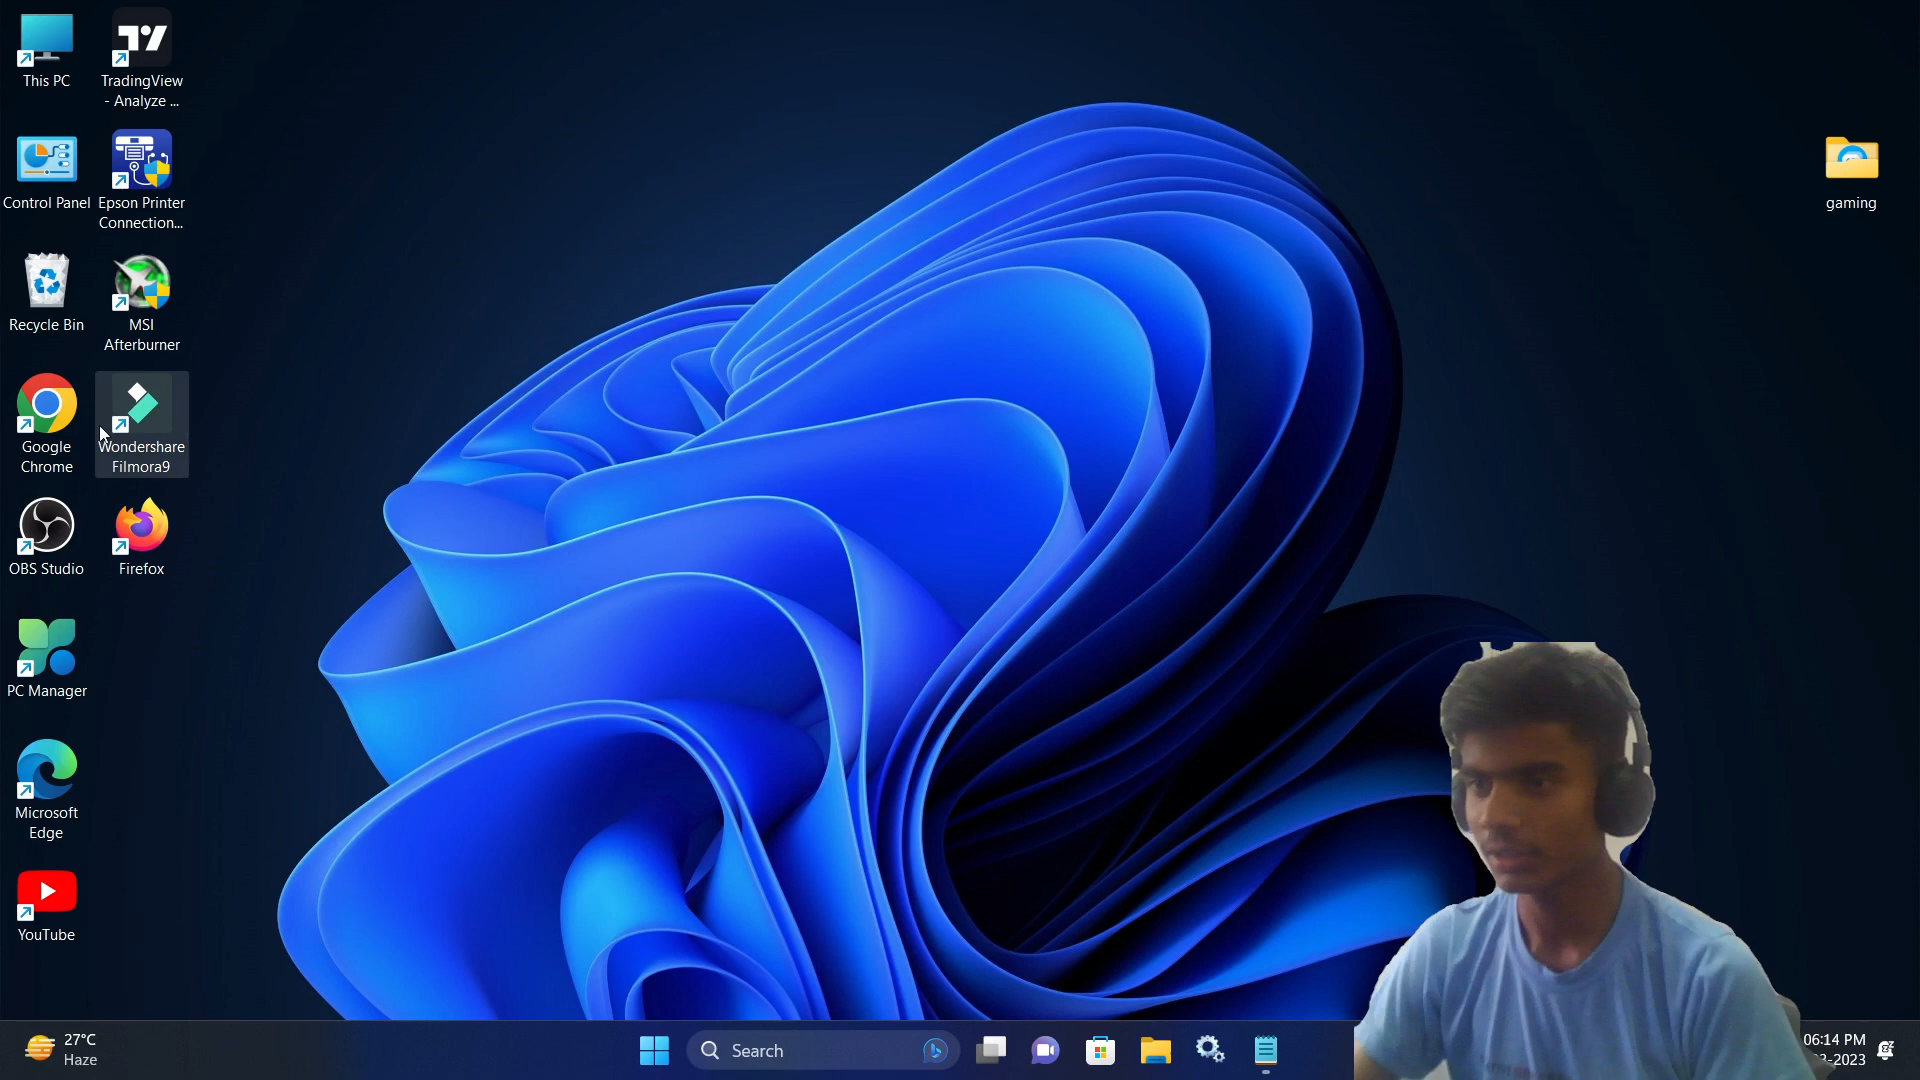 This PC
TradingView
- Analyze ...
Control Panel
Epson Printer
Connection...
Recycle Bin
MSI
Afterburner
Google
Chrome
Wondershare
Filmora9
OBS Studio
Firefox
PC Manager
Microsoft
Edge
YouTube
gaming
27°C
Haze
Search
06:14 PM
-2023